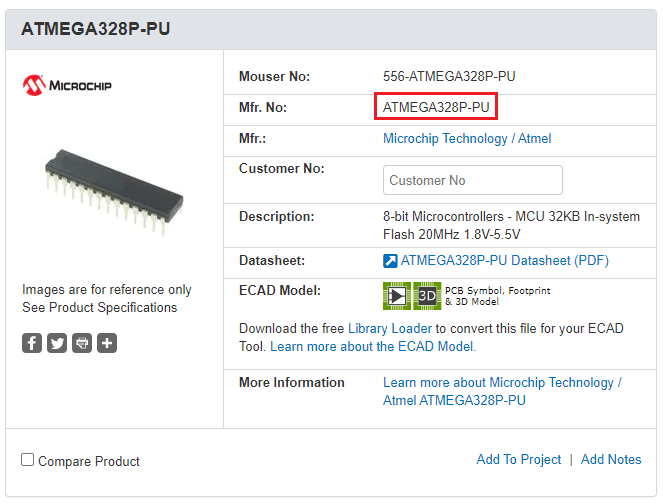 ATMEGA328P-PU
MICROCHIP
Images are for reference only
See Product Specifications
Mouser No: 556-ATMEGA328P-PU
Mfr. No: ATMEGA328P-PU
Mfr.: Microchip Technology / Atmel
Customer No: Customer No
Description: 8-bit Microcontrollers - MCU 32KB In-system
Flash 20MHz 1.8V-5.5V
Datasheet: ATMEGA328P-PU Datasheet (PDF)
ECAD Model: 3D PCB Symbol, Footprint
& 3D Model
Download the free Library Loader to convert this file for your ECAD
Tool. Learn more about the ECAD Model.
More Information Learn more about Microchip Technology /
Atmel ATMEGA328P-PU
Compare Product
Add To Project | Add Notes